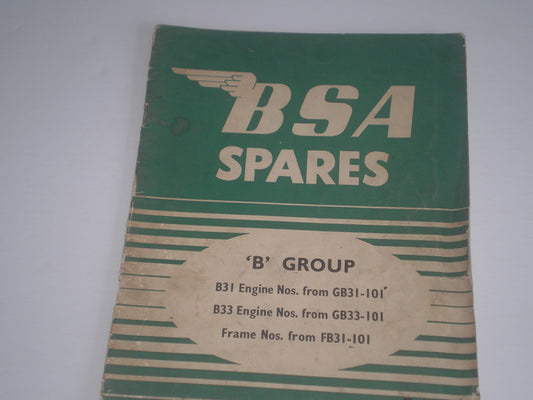 BSA
SPARES
'B' GROUP
B31 Engine Nos. from GB31-101
B33 Engine Nos. from GB33-101
Frame Nos. from FB31-101